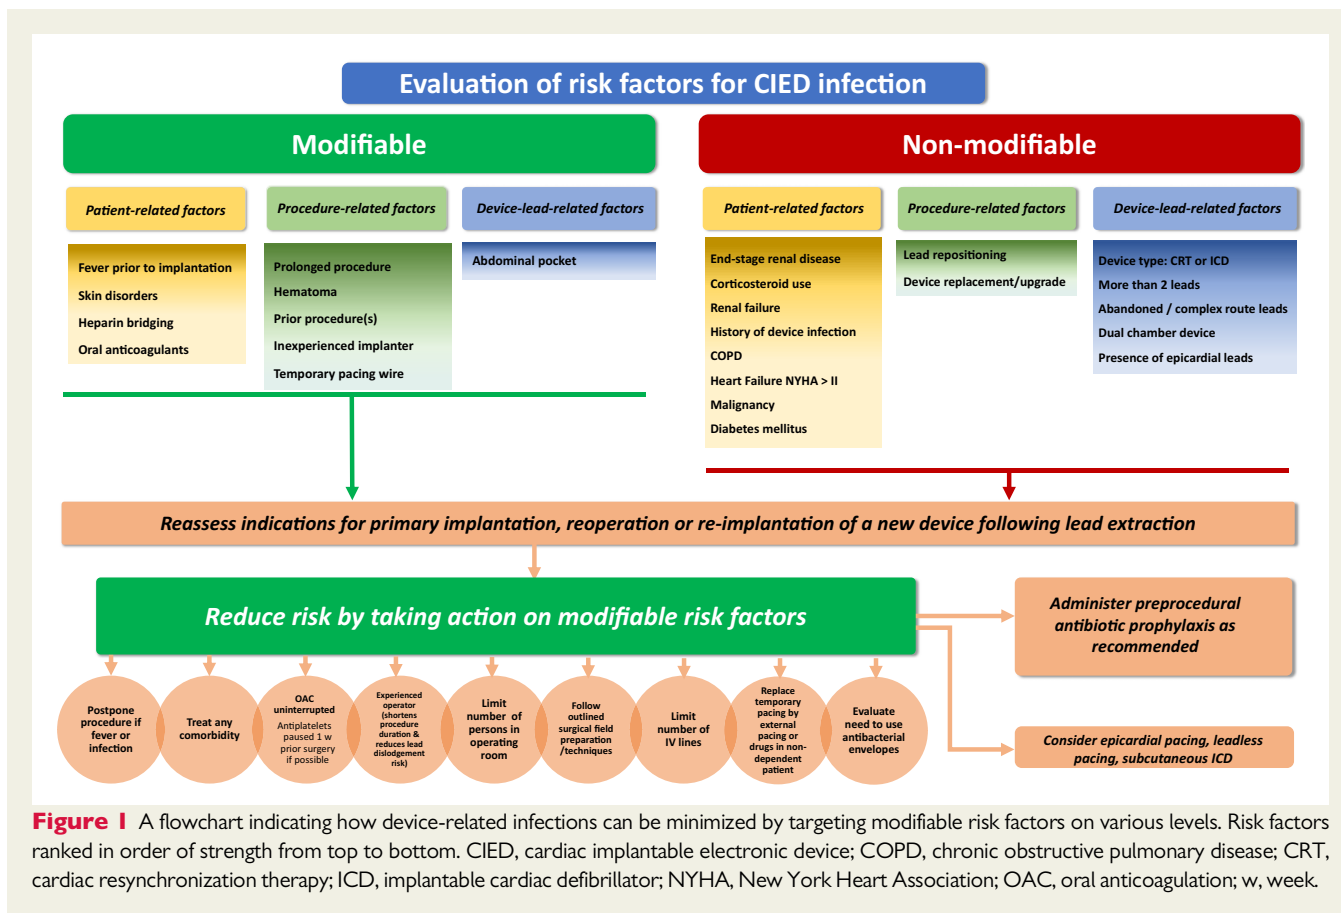 Evaluation of risk factors for CIED infection
Modifiable
Patient-related factors
Fever prior to implantation
Skin disorders
Heparin bridging
Oral anticoagulants
Procedure-related factors
Prolonged procedure
Hematoma
Prior procedure(s)
Inexperienced implanter
Temporary pacing wire
Device-lead-related factors
Abdominal pocket
Non-modifiable
Patient-related factors
End-stage renal disease
Corticosteroid use
Renal failure
History of device infection
COPD
Heart Failure NYHA > II
Malignancy
Diabetes mellitus
Procedure-related factors
Lead repositioning
Device replacement/upgrade
Device-lead-related factors
Device type: CRT or ICD
More than 2 leads
Abandoned / complex route leads
Dual chamber device
Presence of epicardial leads
Reassess indications for primary implantation, reoperation or re-implantation of a new device following lead extraction
Reduce risk by taking action on modifiable risk factors
Administer preprocedural
antibiotic prophylaxis as
recommended
Consider epicardial pacing, leadless
pacing, subcutaneous ICD
Postpone
procedure if
fever or
infection
Treat any
comorbidity
OAC
uninterrupted
Antiplatelets
paused 1 w
prior surgery
if possible
Experienced
operator
(shortens
procedure
duration &
reduces lead
dislodgement
risk)
Limit
number of
persons in
operating
room
Follow
outlined
surgical field
preparation
/techniques
Limit
number of
IV lines
Replace
temporary
pacing by
external
pacing or
drugs in non-
dependent
patient
Evaluate
need to use
antibacterial
envelopes
Figure 1 A flowchart indicating how device-related infections can be minimized by targeting modifiable risk factors on various levels. Risk factors
ranked in order of strength from top to bottom. CIED, cardiac implantable electronic device; COPD, chronic obstructive pulmonary disease; CRT,
cardiac resynchronization therapy; ICD, implantable cardiac defibrillator; NYHA, New York Heart Association; OAC, oral anticoagulation; w, week.